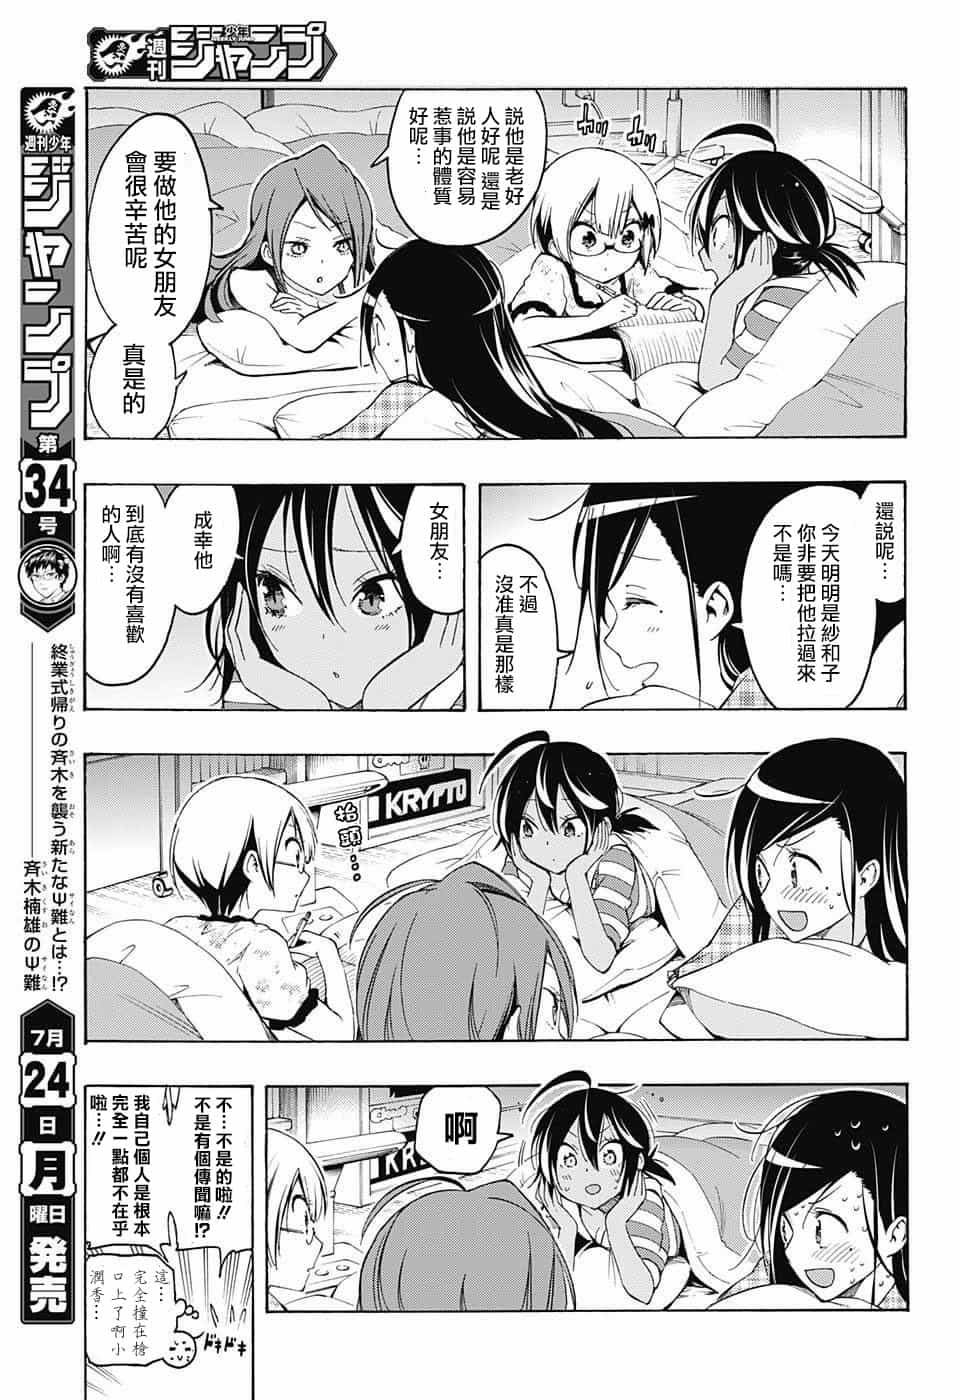 週刊
少年
ジャンプ
説他是老好
人好呢 還是
說他是容易
惹事的體質
好呢…
要做他的女朋友
會很辛苦呢
真是的
還說呢…
今天明明是紗和子
你非要把他拉過來
不是嗎…
不過
沒准真是那樣
女朋友…
成幸他
到底有沒有喜歡
的人啊…
抬頭…
KRYPTO
啊
KR
不…不是的啦!!
不是有個傳聞嘛!?
我自己個人是根本
完全一點都不在乎
啦…!!
這…
完全撞在槍
口上了啊小
潤香…
ドキドキ
週刊少年
ジャンプ
第
34
号
終業式帰りの斉木を襲う新たなΨ難とは…!?
斉木楠雄のΨ難
7月
24
日
月
曜日
発売